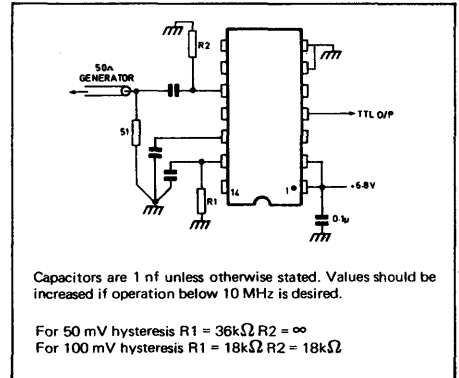 R2
50n
GENERATOR
TTL O/P
51
R1
14
1
+6·8V
0·1µ
Capacitors are 1 nf unless otherwise stated. Values should be
increased if operation below 10 MHz is desired.
For 50 mV hysteresis R1 = 36kΩ R2 = ∞
For 100 mV hysteresis R1 = 18kΩ R2 = 18kΩ